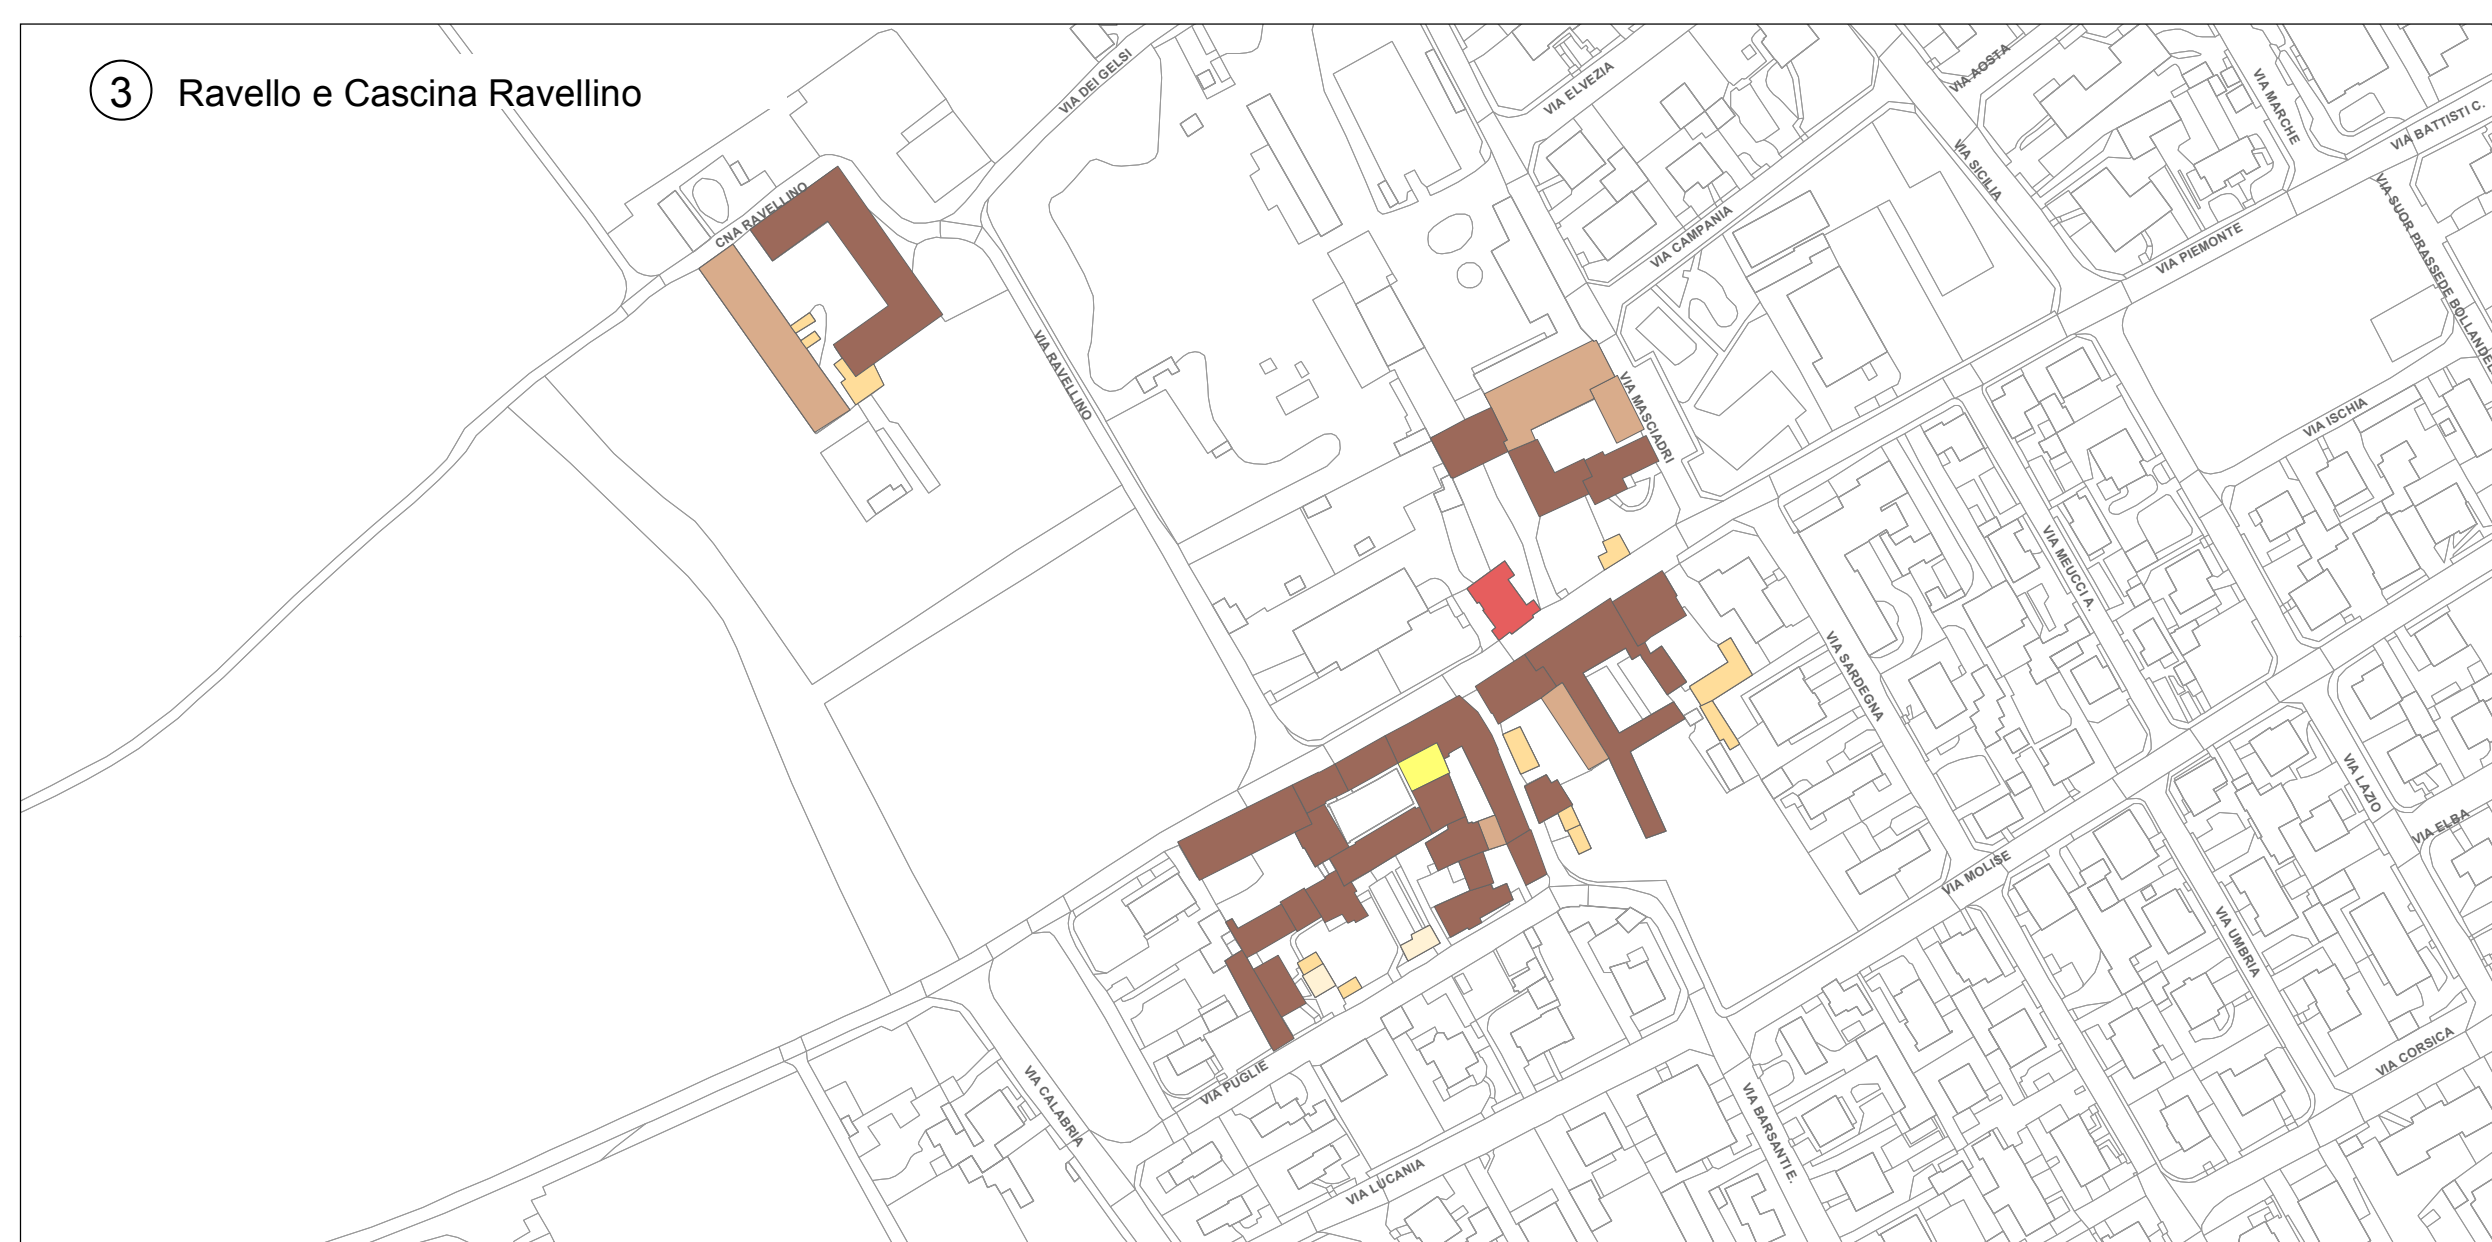 3 Ravello e Cascina Ravellino
VIA DEI GELSI
VIA ELVEZIA
VIA AOSTA
VIA MARCHE
VIA BATTISTI C.
CNA RAVELLINO
VIA SICILIA
VIA CAMPANIA
VIA PIEMONTE
VIA SUOR PRASSEDE BOLLANDE
VIA RAVELLINO
VIA MASCIADRI
VIA ISCHIA
VIA MEUCCI A.
VIA SARDEGNA
VIA LAZIO
VIA ELBA
VIA MOLISE
VIA UMBRIA
VIA PUGLIE
VIA CALABRIA
VIA CORSICA
VIA BARSANTI E.
VIA LUCANIA